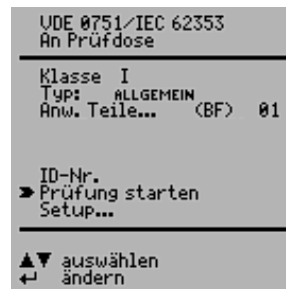 VDE 0751/IEC 62353
An Prüfdose
Klasse I
Typ: ALLGEMEIN
Anw. Teile... (BF) 01
ID-Nr.
Prüfung starten
Setup...
▲▼ auswählen
↵ ändern